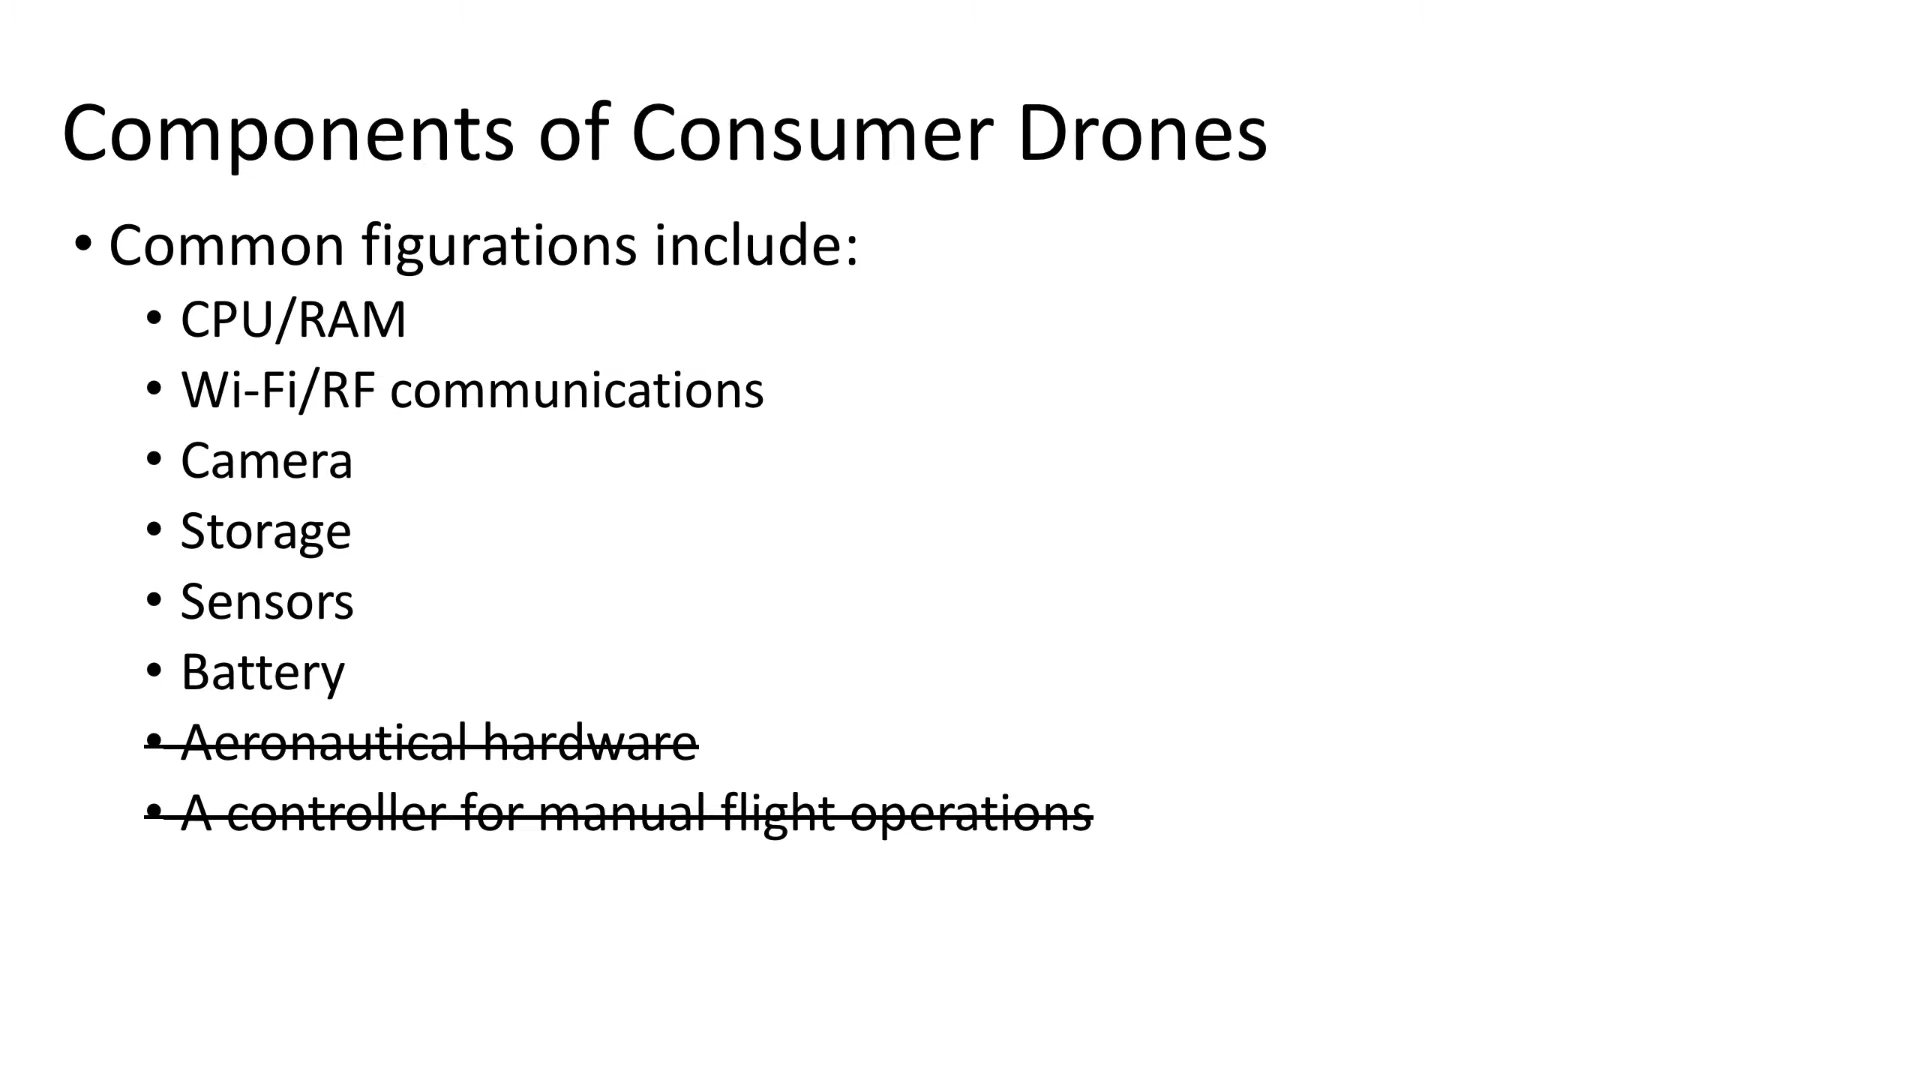 Components of Consumer Drones
• Common figurations include:
• CPU/RAM
• Wi-Fi/RF communications
• Camera
• Storage
• Sensors
• Battery
• Aeronautical hardware
• A controller for manual flight operations